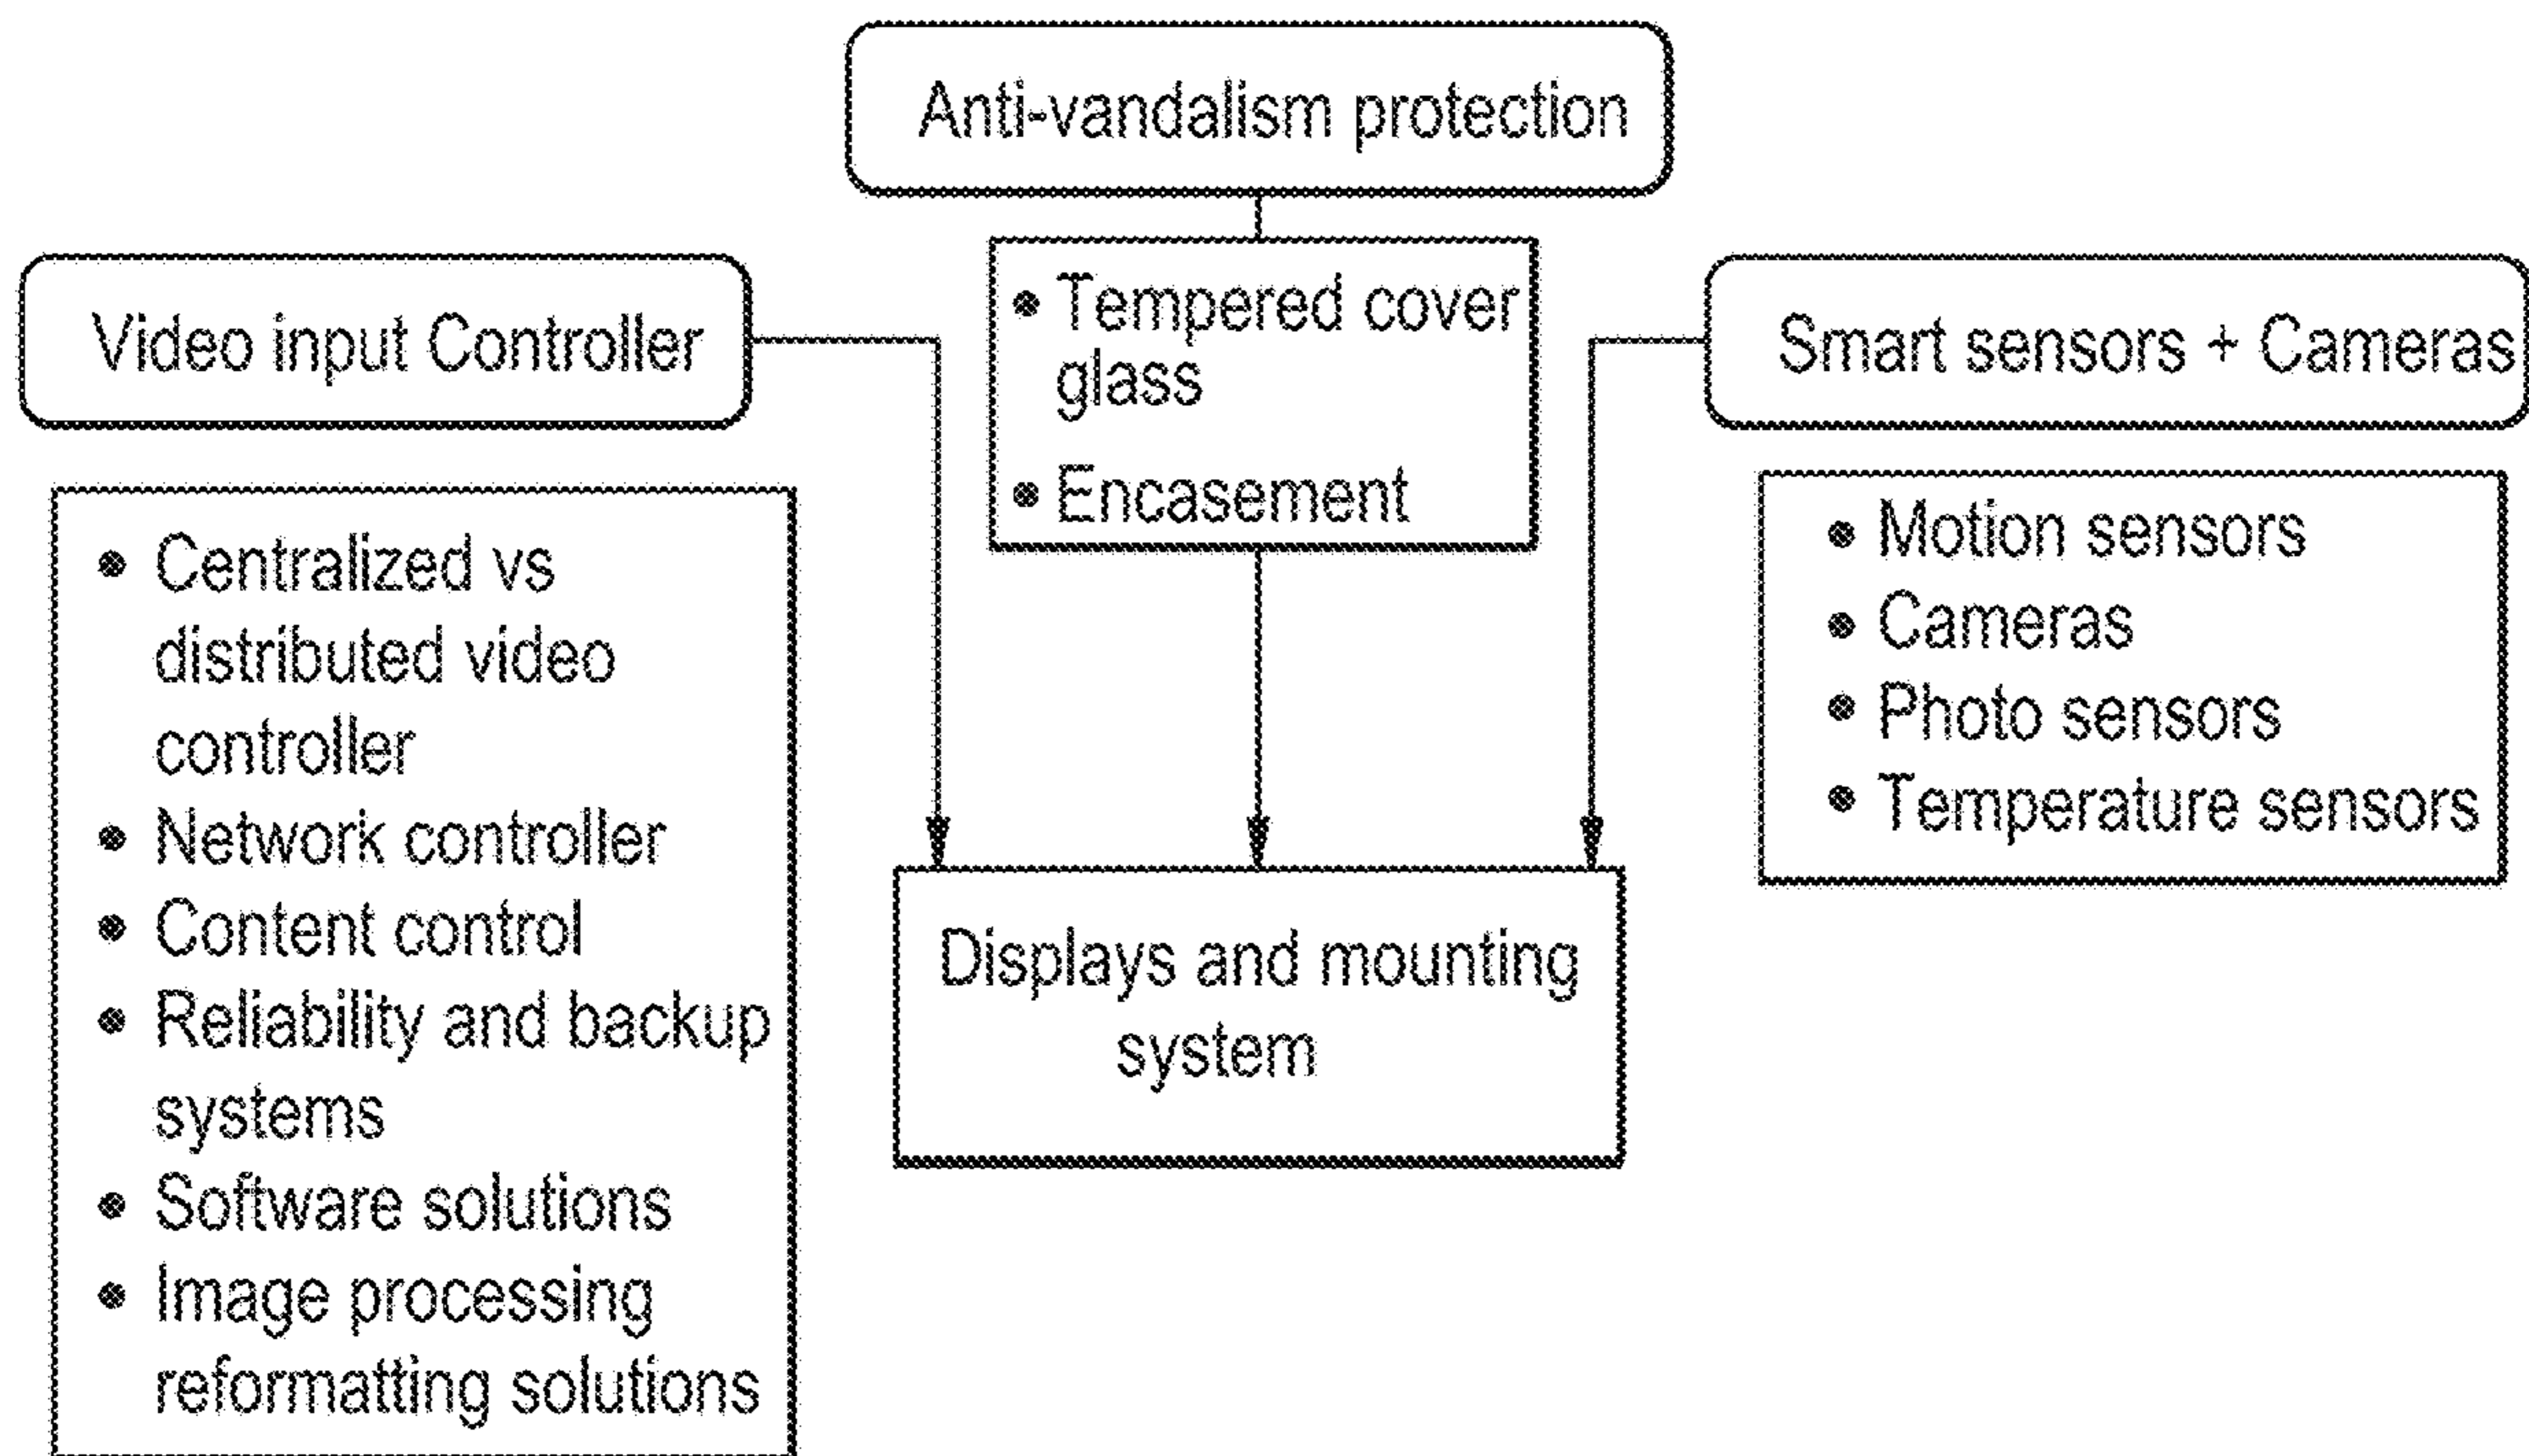 Anti-vandalism protection
Video input Controller
• Tempered cover
glass
• Encasement
Smart sensors + Cameras
• Centralized vs
distributed video
controller
• Network controller
• Content control
• Reliability and backup
systems
• Software solutions
• Image processing
reformatting solutions
• Motion sensors
• Cameras
• Photo sensors
• Temperature sensors
Displays and mounting
system